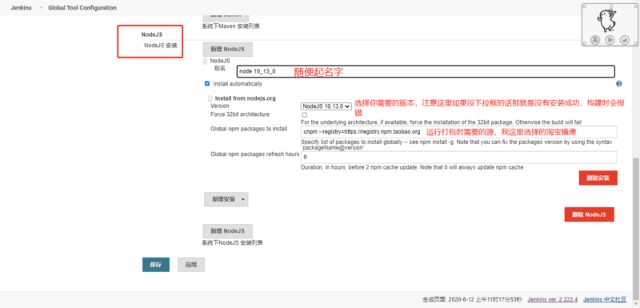 Jenkins › Global Tool Configuration
新增 Maven
系统下Maven 安装列表
NodeJS
NodeJS 安装
新增 NodeJS
NodeJS
别名
node 10_13_0
随便起名字
Install automatically
Install from nodejs.org
Version
NodeJS 10.13.0
选择你需要的版本，注意这里如果没下拉框的话那就是没有安装成功，构建时会报错
Force 32bit architecture
For the underlying architecture, if available, force the installation of the 32bit package. Otherwise the build will fail
Global npm packages to install
cnpm --registry=https://registry.npm.taobao.org
运行打包时需要的源，我这里选择的淘宝镜像
Specify list of packages to install globally -- see npm install -g. Note that you can fix the packages version by using the syntax
`packageName@version`
Global npm packages refresh hours
0
Duration, in hours, before 2 npm cache update. Note that 0 will always update npm cache
删除安装
新增安装
删除 NodeJS
新增 NodeJS
系统下NodeJS 安装列表
保存
应用
生成页面: 2020-6-12 上午11时17分53秒
Jenkins ver. 2.222.4
Jenkins 中文社区